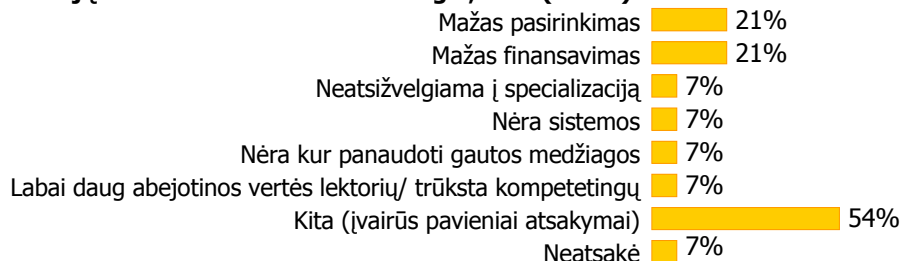 Mažas pasirinkimas 21%
Mažas finansavimas 21%
Neatsižvelgiama į specializaciją 7%
Nėra sistemos 7%
Nėra kur panaudoti gautos medžiagos 7%
Labai daug abejotinos vertės lektorių/ trūksta kompetetingų 7%
Kita (įvairūs pavieniai atsakymai) 54%
Neatsakė 7%